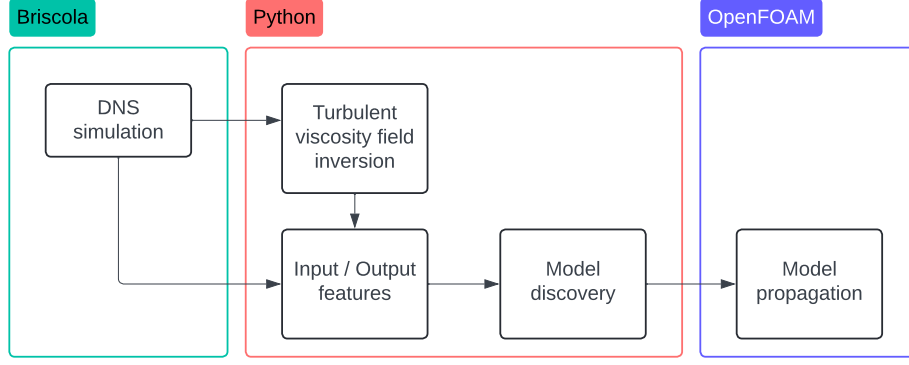 Briscola
Python
OpenFOAM
DNS
simulation
Turbulent
viscosity field
inversion
Input / Output
features
Model
discovery
Model
propagation